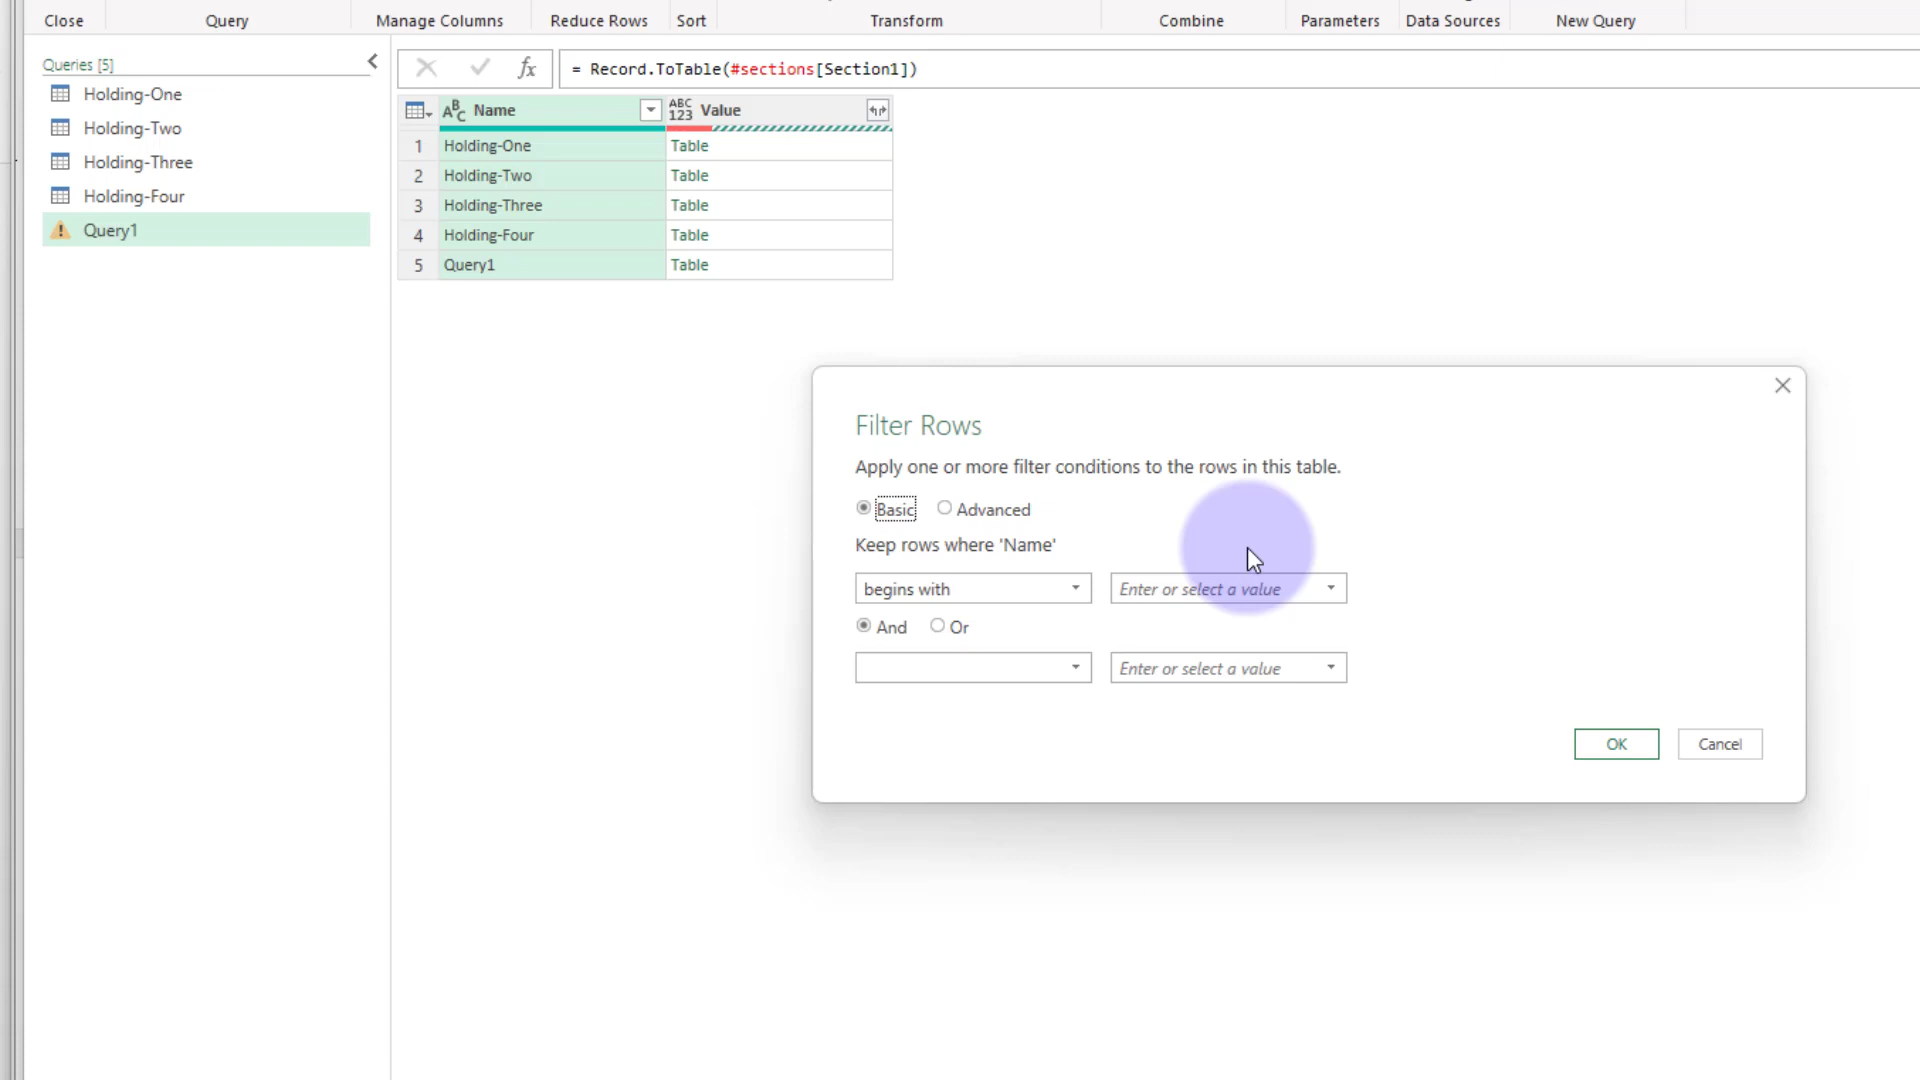 Close Query Manage Columns Reduce Rows Sort Transform Combine Parameters Data Sources New Query
Queries [5]
Holding-One
Holding-Two
Holding-Three
Holding-Four
Query1
fx = Record.ToTable(#sections[Section1])
ABC Name ABC 123 Value
1 Holding-One Table
2 Holding-Two Table
3 Holding-Three Table
4 Holding-Four Table
5 Query1 Table
Filter Rows
Apply one or more filter conditions to the rows in this table.
Basic Advanced
Keep rows where 'Name'
begins with Enter or select a value
And Or
Enter or select a value
OK Cancel